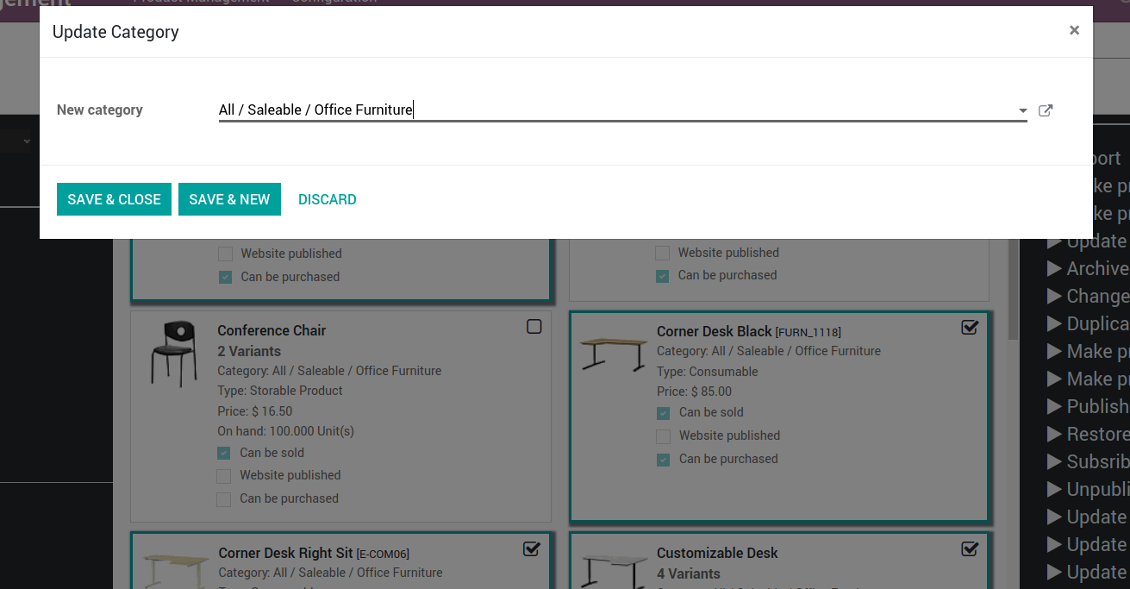 Product Management Configuration
Update Category
×
New category
All / Saleable / Office Furniture
SAVE & CLOSE
SAVE & NEW
DISCARD
Website published
Can be purchased
Website published
Can be purchased
Conference Chair
2 Variants
Category: All / Saleable / Office Furniture
Type: Storable Product
Price: $ 16.50
On hand: 100.000 Unit(s)
Can be sold
Website published
Can be purchased
Corner Desk Black [FURN_1118]
Category: All / Saleable / Office Furniture
Type: Consumable
Price: $ 85.00
Can be sold
Website published
Can be purchased
Corner Desk Right Sit [E-COM06]
Category: All / Saleable / Office Furniture
Customizable Desk
4 Variants
Update
Archive
Change
Duplica
Make p
Make p
Publish
Restore
Subsrib
Unpubli
Update
Update
Update